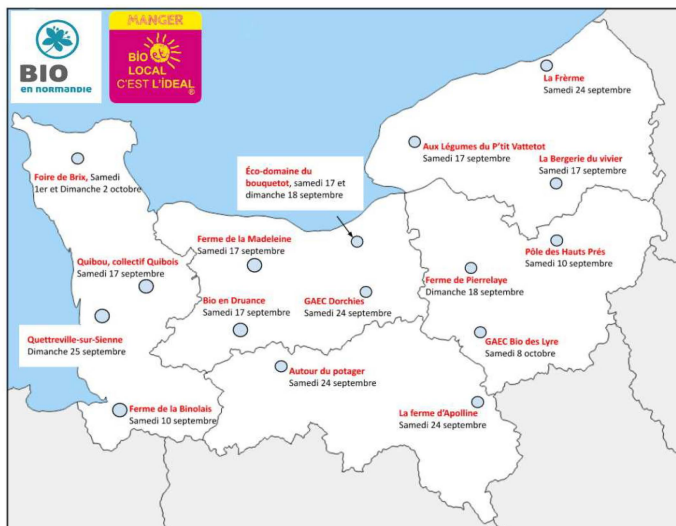 BIO
EN NORMANDIE
MANGER
BIO et
LOCAL
C'EST L'IDEAL
®
La Frèrme
Samedi 24 septembre
Aux Légumes du P'tit Vattetot
Samedi 17 septembre
La Bergerie du vivier
Samedi 17 septembre
Foire de Brix, Samedi
1er et Dimanche 2 octobre
Éco-domaine du
bouquetot, samedi 17 et
dimanche 18 septembre
Ferme de la Madeleine
Samedi 17 septembre
Pôle des Hauts Prés
Samedi 10 septembre
Quibou, collectif Quibois
Samedi 17 septembre
Ferme de Pierrelaye
Dimanche 18 septembre
Bio en Druance
Samedi 17 septembre
GAEC Dorchies
Samedi 24 septembre
Quettreville-sur-Sienne
Dimanche 25 septembre
GAEC Bio des Lyre
Samedi 8 octobre
Autour du potager
Samedi 24 septembre
Ferme de la Binolais
Samedi 10 septembre
La ferme d'Apolline
Samedi 24 septembre